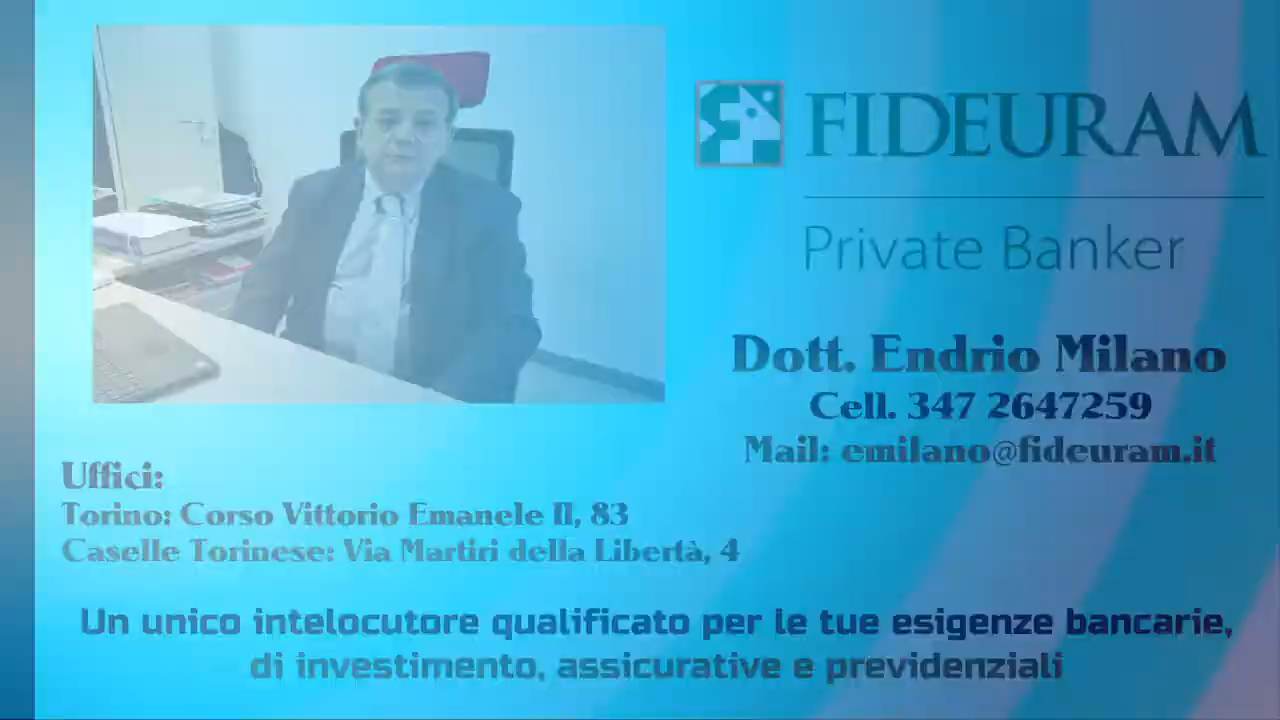 FIDEURAM
Private Banker
Dott. Endrio Milano
Cell. 347 2647259
Mail: emilano@fideuram.it
Uffici:
Torino: Corso Vittorio Emanele II, 83
Caselle Torinese: Via Martiri della Libertà, 4
Un unico intelocutore qualificato per le tue esigenze bancarie,
di investimento, assicurative e previdenziali